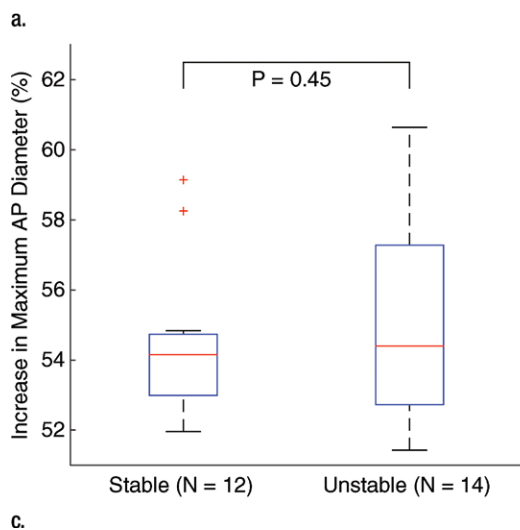 a.
Increase in Maximum AP Diameter (%)
62
60
58
56
54
52
P = 0.45
Stable (N = 12)
Unstable (N = 14)
c.